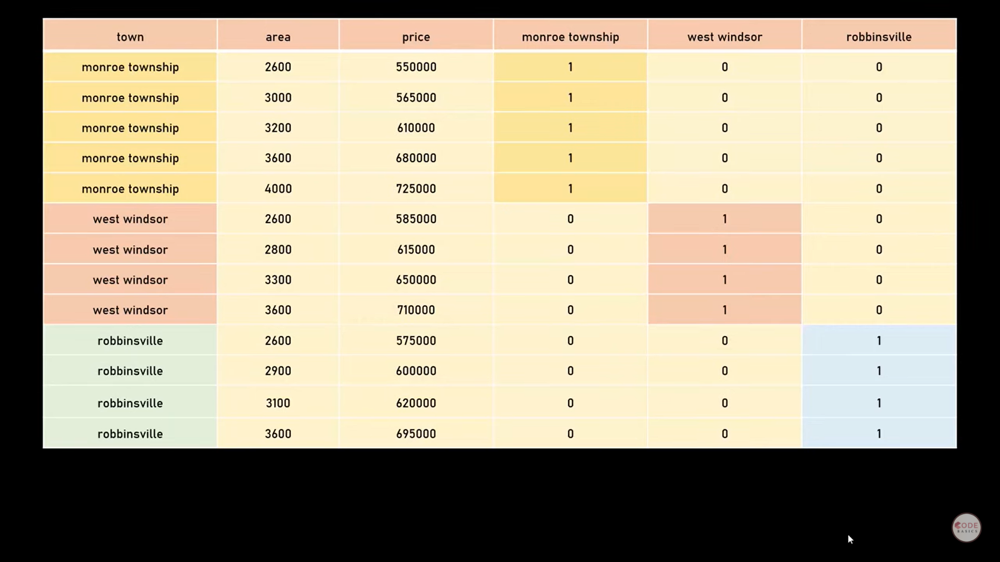 town area price monroe township west windsor robbinsville
monroe township 2600 550000 1 0 0
monroe township 3000 565000 1 0 0
monroe township 3200 610000 1 0 0
monroe township 3600 680000 1 0 0
monroe township 4000 725000 1 0 0
west windsor 2600 585000 0 1 0
west windsor 2800 615000 0 1 0
west windsor 3300 650000 0 1 0
west windsor 3600 710000 0 1 0
robbinsville 2600 575000 0 0 1
robbinsville 2900 600000 0 0 1
robbinsville 3100 620000 0 0 1
robbinsville 3600 695000 0 0 1
CODE
BASICS